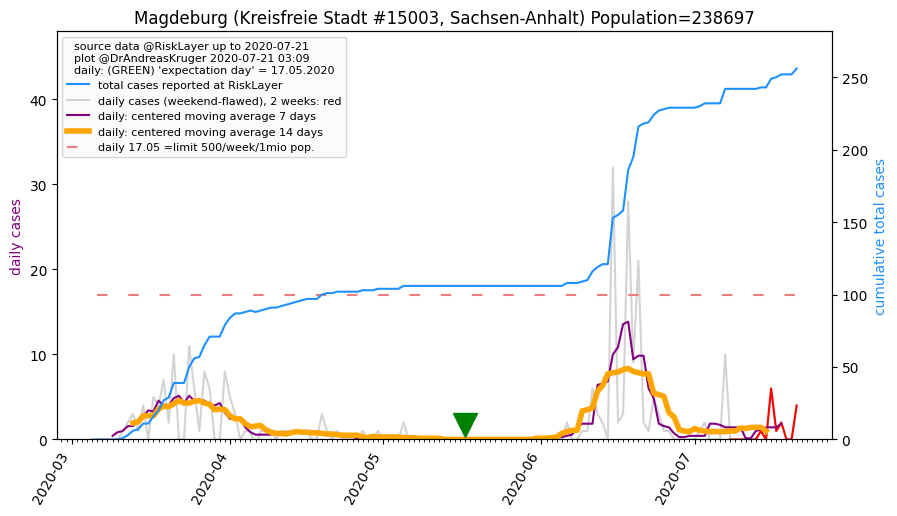 Magdeburg (Kreisfreie Stadt #15003, Sachsen-Anhalt) Population=238697
source data @RiskLayer up to 2020-07-21
plot @DrAndreasKruger 2020-07-21 03:09
daily: (GREEN) 'expectation day' = 17.05.2020
total cases reported at RiskLayer
daily cases (weekend-flawed), 2 weeks: red
daily: centered moving average 7 days
daily: centered moving average 14 days
daily 17.05 =limit 500/week/1mio pop.
daily cases
40
30
20
10
0
cumulative total cases
250
200
150
100
50
0
2020-03
2020-04
2020-05
2020-06
2020-07